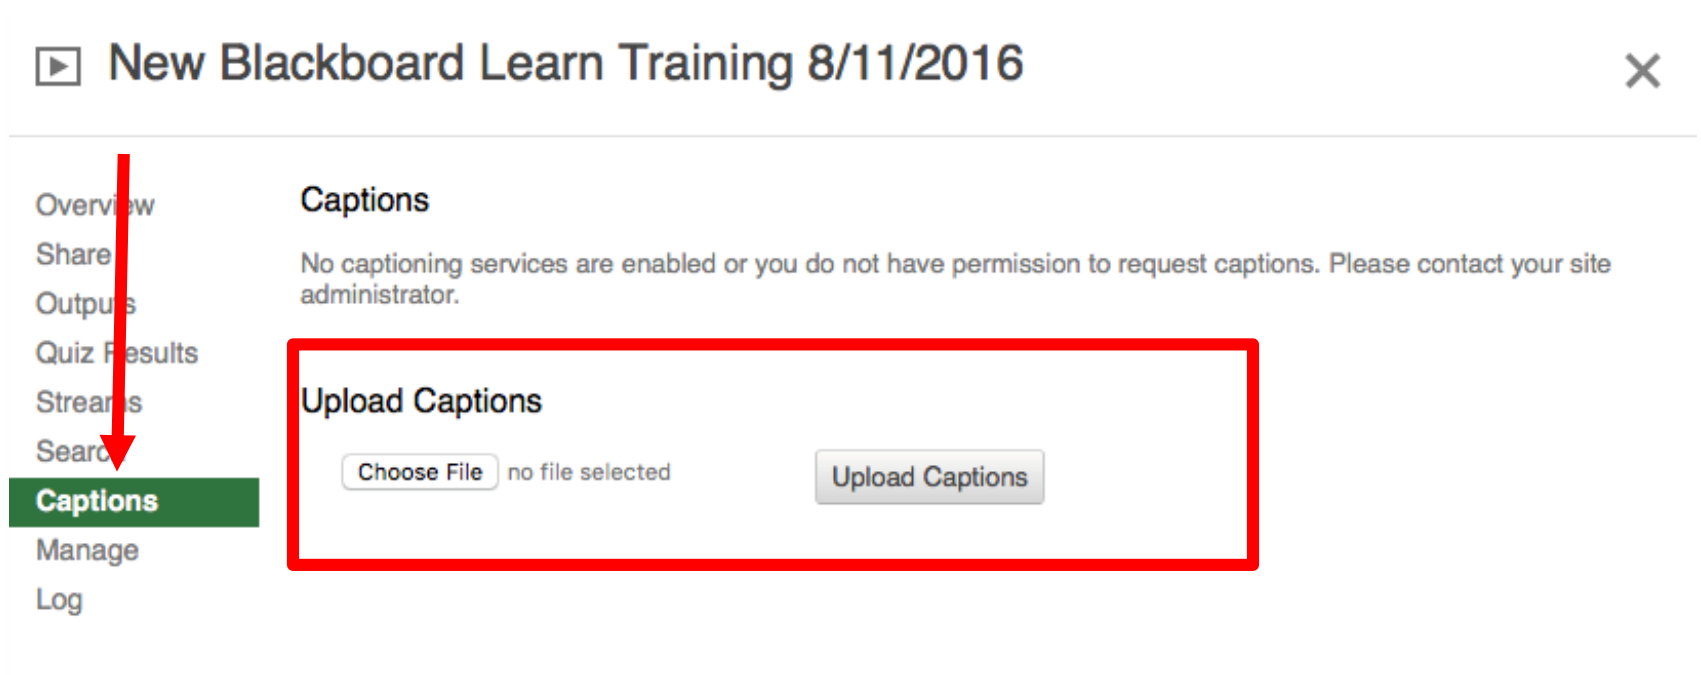 New Blackboard Learn Training 8/11/2016
Overview
Share
Outputs
Quiz Results
Streams
Search
Captions
Manage
Log
Captions
No captioning services are enabled or you do not have permission to request captions. Please contact your site
administrator.
Upload Captions
Choose File no file selected
Upload Captions